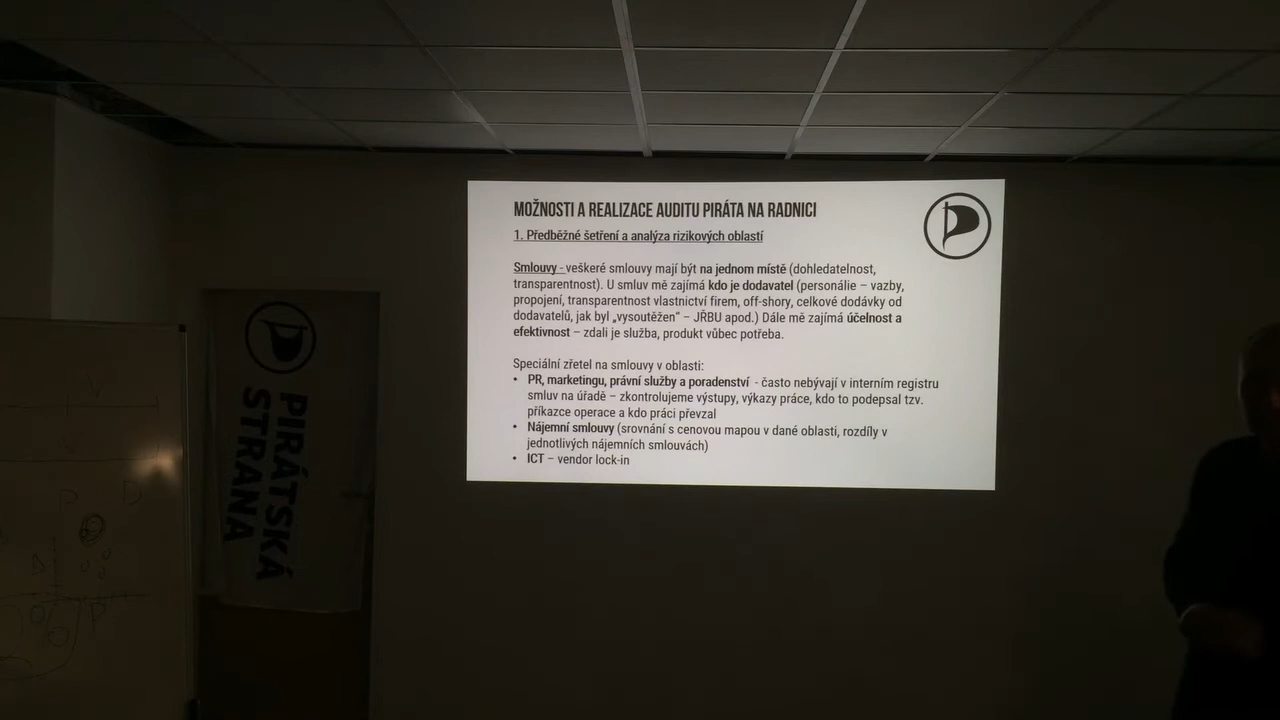 MOŽNOSTI A REALIZACE AUDITU PIRÁTA NA RADNICI
1. Předběžné šetření a analýza rizikových oblastí
Smlouvy - veškeré smlouvy mají být na jednom místě (dohledatelnost,
transparentnost). U smluv mě zajímá kdo je dodavatel (personálie – vazby,
propojení, transparentnost vlastnictví firem, off-shory, celkové dodávky od
dodavatelů, jak byl „vysoutěžen“ – JŘBU apod.) Dále mě zajímá účelnost a
efektivnost – zdali je služba, produkt vůbec potřeba.
Speciální zřetel na smlouvy v oblasti:
• PR, marketingu, právní služby a poradenství - často nebývají v interním registru
smluv na úřadě – zkontrolujeme výstupy, výkazy práce, kdo to podepsal tzv.
příkazce operace a kdo práci převzal
• Nájemní smlouvy (srovnání s cenovou mapou v dané oblasti, rozdíly v
jednotlivých nájemních smlouvách)
• ICT – vendor lock-in
PIRÁTSKÁ
STRANA